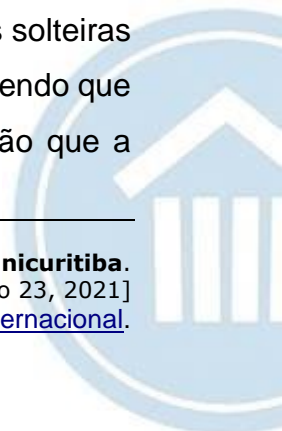 s solteiras
endo que
ão que a
nicuritiba.
o 23, 2021]
ernacional.